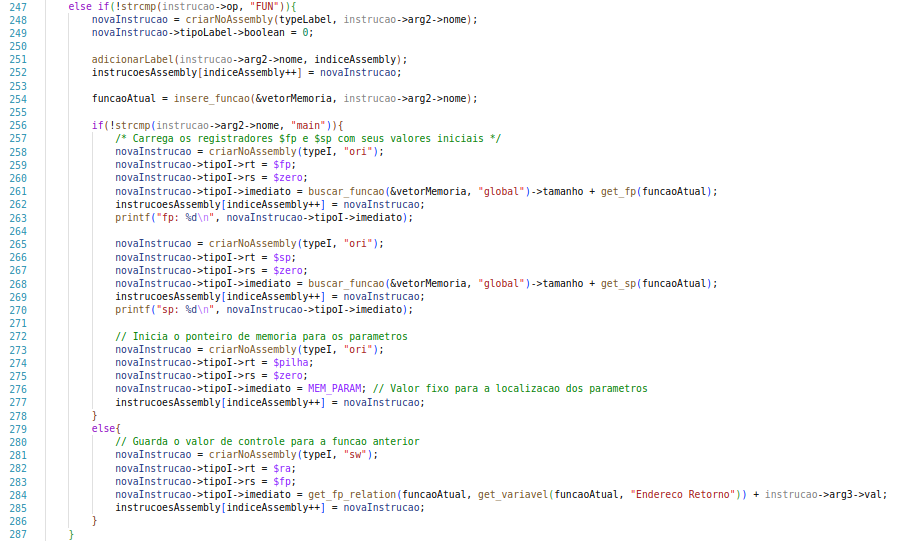 247 else if(!strcmp(instrucao->op, "FUN")){
248 novaInstrucao = criarNoAssembly(typeLabel, instrucao->arg2->nome);
249 novaInstrucao->tipoLabel->boolean = 0;
250
251 adicionarLabel(instrucao->arg2->nome, indiceAssembly);
252 instrucoesAssembly[indiceAssembly++] = novaInstrucao;
253
254 funcaoAtual = insere_funcao(&vetorMemoria, instrucao->arg2->nome);
255
256 if(!strcmp(instrucao->arg2->nome, "main")){
257 /* Carrega os registradores $fp e $sp com seus valores iniciais */
258 novaInstrucao = criarNoAssembly(typeI, "ori");
259 novaInstrucao->tipoI->rt = $fp;
260 novaInstrucao->tipoI->rs = $zero;
261 novaInstrucao->tipoI->imediato = buscar_funcao(&vetorMemoria, "global")->tamanho + get_fp(funcaoAtual);
262 instrucoesAssembly[indiceAssembly++] = novaInstrucao;
263 printf("fp: %d\n", novaInstrucao->tipoI->imediato);
264
265 novaInstrucao = criarNoAssembly(typeI, "ori");
266 novaInstrucao->tipoI->rt = $sp;
267 novaInstrucao->tipoI->rs = $zero;
268 novaInstrucao->tipoI->imediato = buscar_funcao(&vetorMemoria, "global")->tamanho + get_sp(funcaoAtual);
269 instrucoesAssembly[indiceAssembly++] = novaInstrucao;
270 printf("sp: %d\n", novaInstrucao->tipoI->imediato);
271
272 // Inicia o ponteiro de memoria para os parametros
273 novaInstrucao = criarNoAssembly(typeI, "ori");
274 novaInstrucao->tipoI->rt = $pilha;
275 novaInstrucao->tipoI->rs = $zero;
276 novaInstrucao->tipoI->imediato = MEM_PARAM; // Valor fixo para a localizacao dos parametros
277 instrucoesAssembly[indiceAssembly++] = novaInstrucao;
278 }
279 else{
280 // Guarda o valor de controle para a funcao anterior
281 novaInstrucao = criarNoAssembly(typeI, "sw");
282 novaInstrucao->tipoI->rt = $ra;
283 novaInstrucao->tipoI->rs = $fp;
284 novaInstrucao->tipoI->imediato = get_fp_relation(funcaoAtual, get_variavel(funcaoAtual, "Endereco Retorno")) + instrucao->arg3->val;
285 instrucoesAssembly[indiceAssembly++] = novaInstrucao;
286 }
287 }